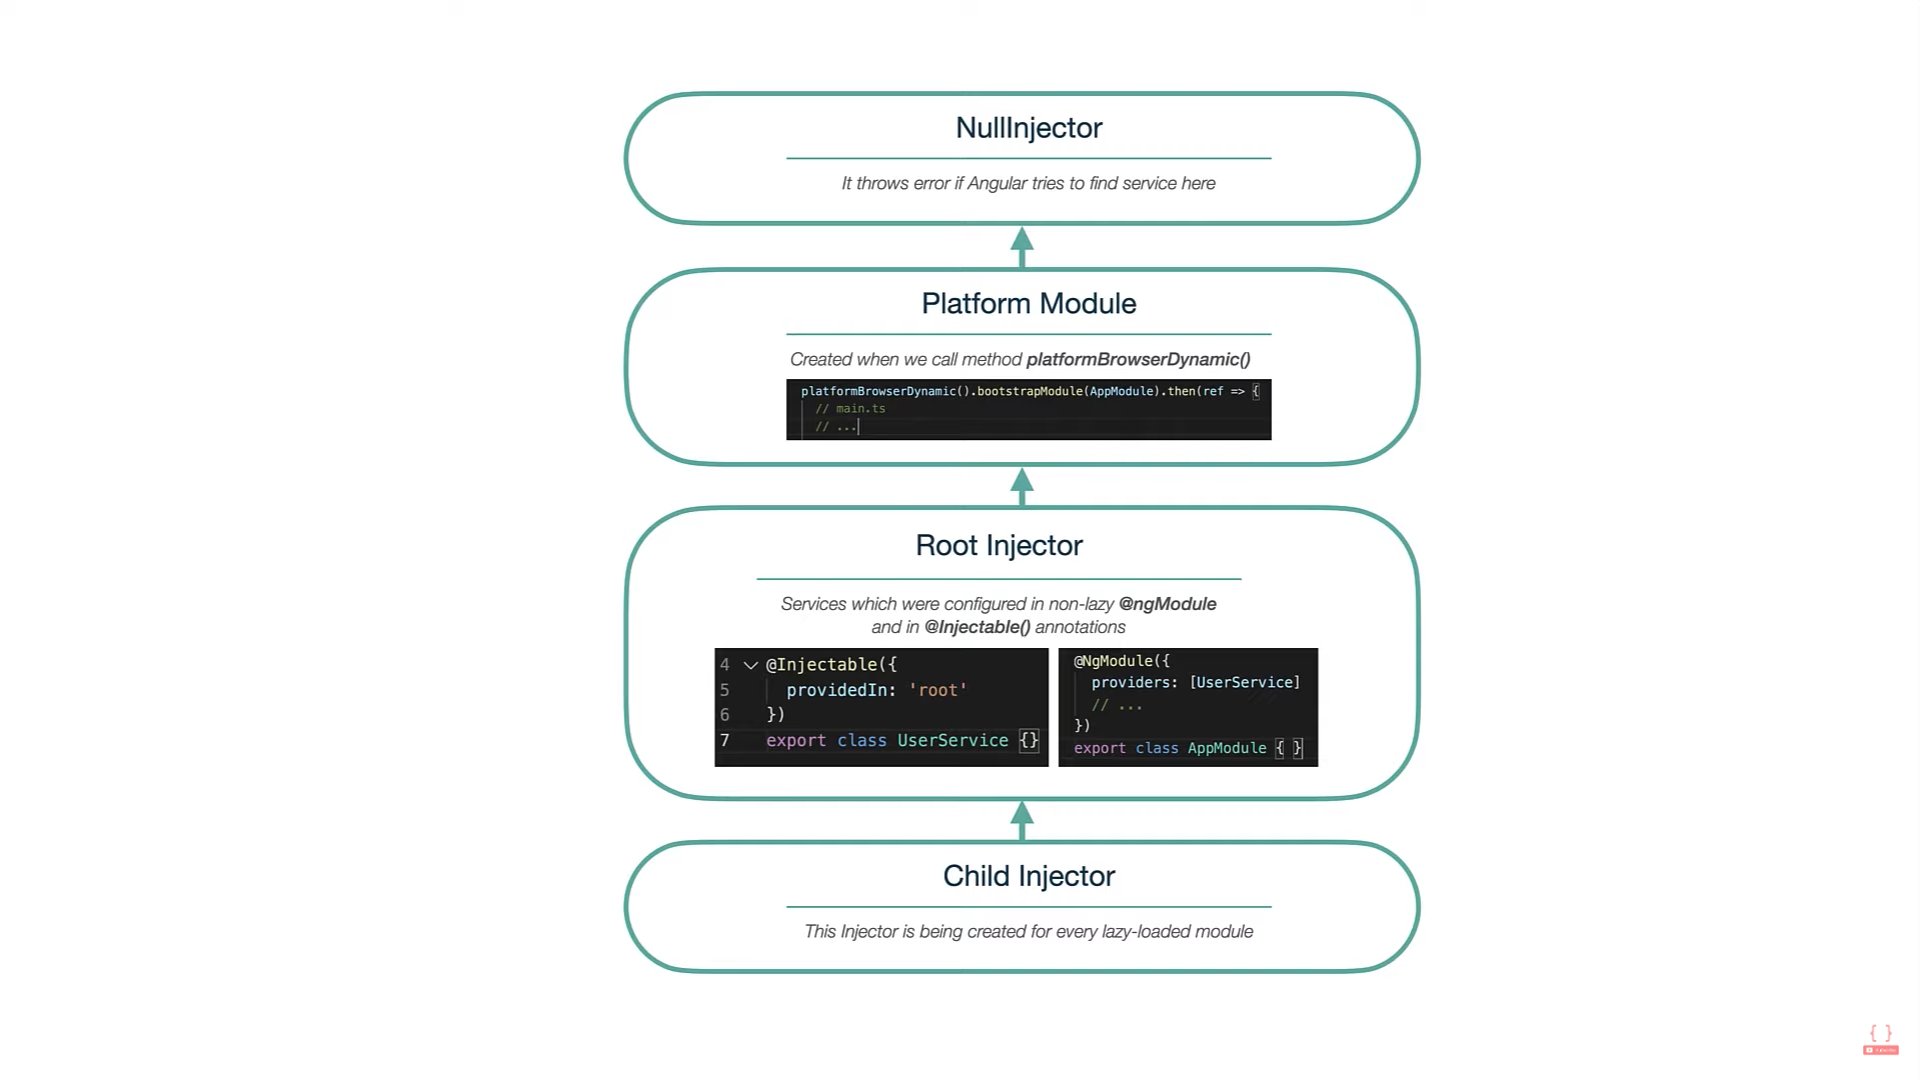 NullInjector
It throws error if Angular tries to find service here
Platform Module
Created when we call method platformBrowserDynamic()
platformBrowserDynamic().bootstrapModule(AppModule).then(ref => {
// main.ts
// ...
Root Injector
Services which were configured in non-lazy @ngModule
and in @Injectable() annotations
4 @Injectable({
5 providedIn: 'root'
6 })
7 export class UserService {}
@NgModule({
providers: [UserService]
// ...
})
export class AppModule { }
Child Injector
This Injector is being created for every lazy-loaded module
{ }